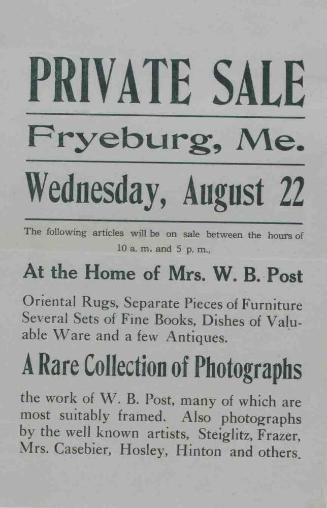 PRIVATE SALE
Fryeburg, Me.
Wednesday, August 22
The following articles will be on sale between the hours of
10 a. m. and 5 p. m.,
At the Home of Mrs. W. B. Post
Oriental Rugs, Separate Pieces of Furniture
Several Sets of Fine Books, Dishes of Valu-
able Ware and a few Antiques.
A Rare Collection of Photographs
the work of W. B. Post, many of which are
most suitably framed. Also photographs
by the well known artists, Steiglitz, Frazer,
Mrs. Casebier, Hosley, Hinton and others.